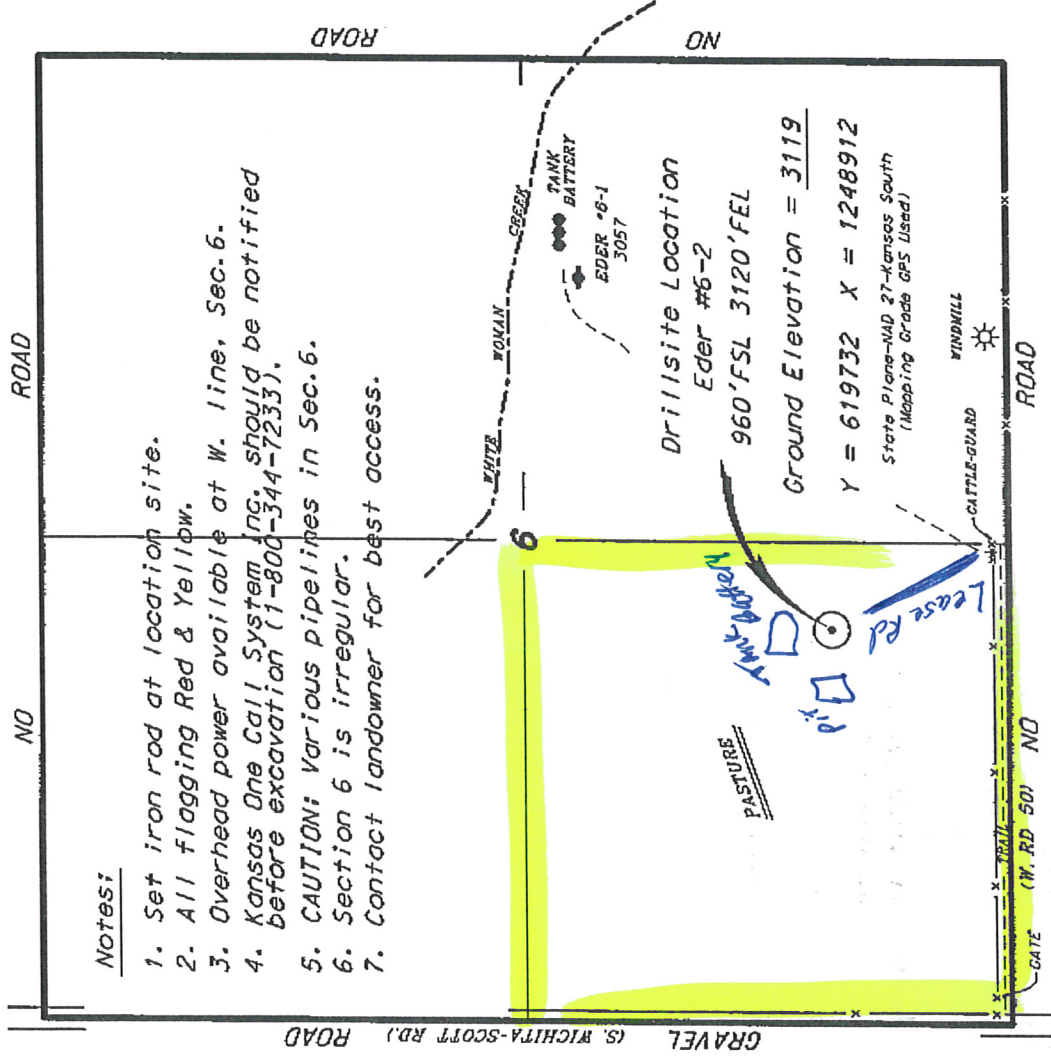 Notes:
1. Set iron rod at location site.
2. All flagging Red & Yellow.
3. Overhead power available at W. line, Sec. 6.
4. Kansas One Call System inc. should be notified
before excavation (1-800-344-7233).
5. CAUTION: Various pipelines in Sec. 6.
6. Section 6 is irregular.
7. Contact landowner for best access.
NO
ROAD
ROAD
NO
GRAVEL
(S. WICHITA-SCOTT RD.)
ROAD
WHITE
WOMAN
CREEK
6
TANK
BATTERY
EDER #6-1
3057
Drillsite Location
Eder #6-2
960'FSL 3120'FEL
Ground Elevation = 3119
Y = 619732 X = 1248912
State Plane-NAD 27-Kansas South
(Mapping Grade GPS Used)
Tank Battery
Pit
Lease Rd
PASTURE
WINDMILL
CATTLE-GUARD
TRAIL
GATE
(W. RD 50)
NO
ROAD